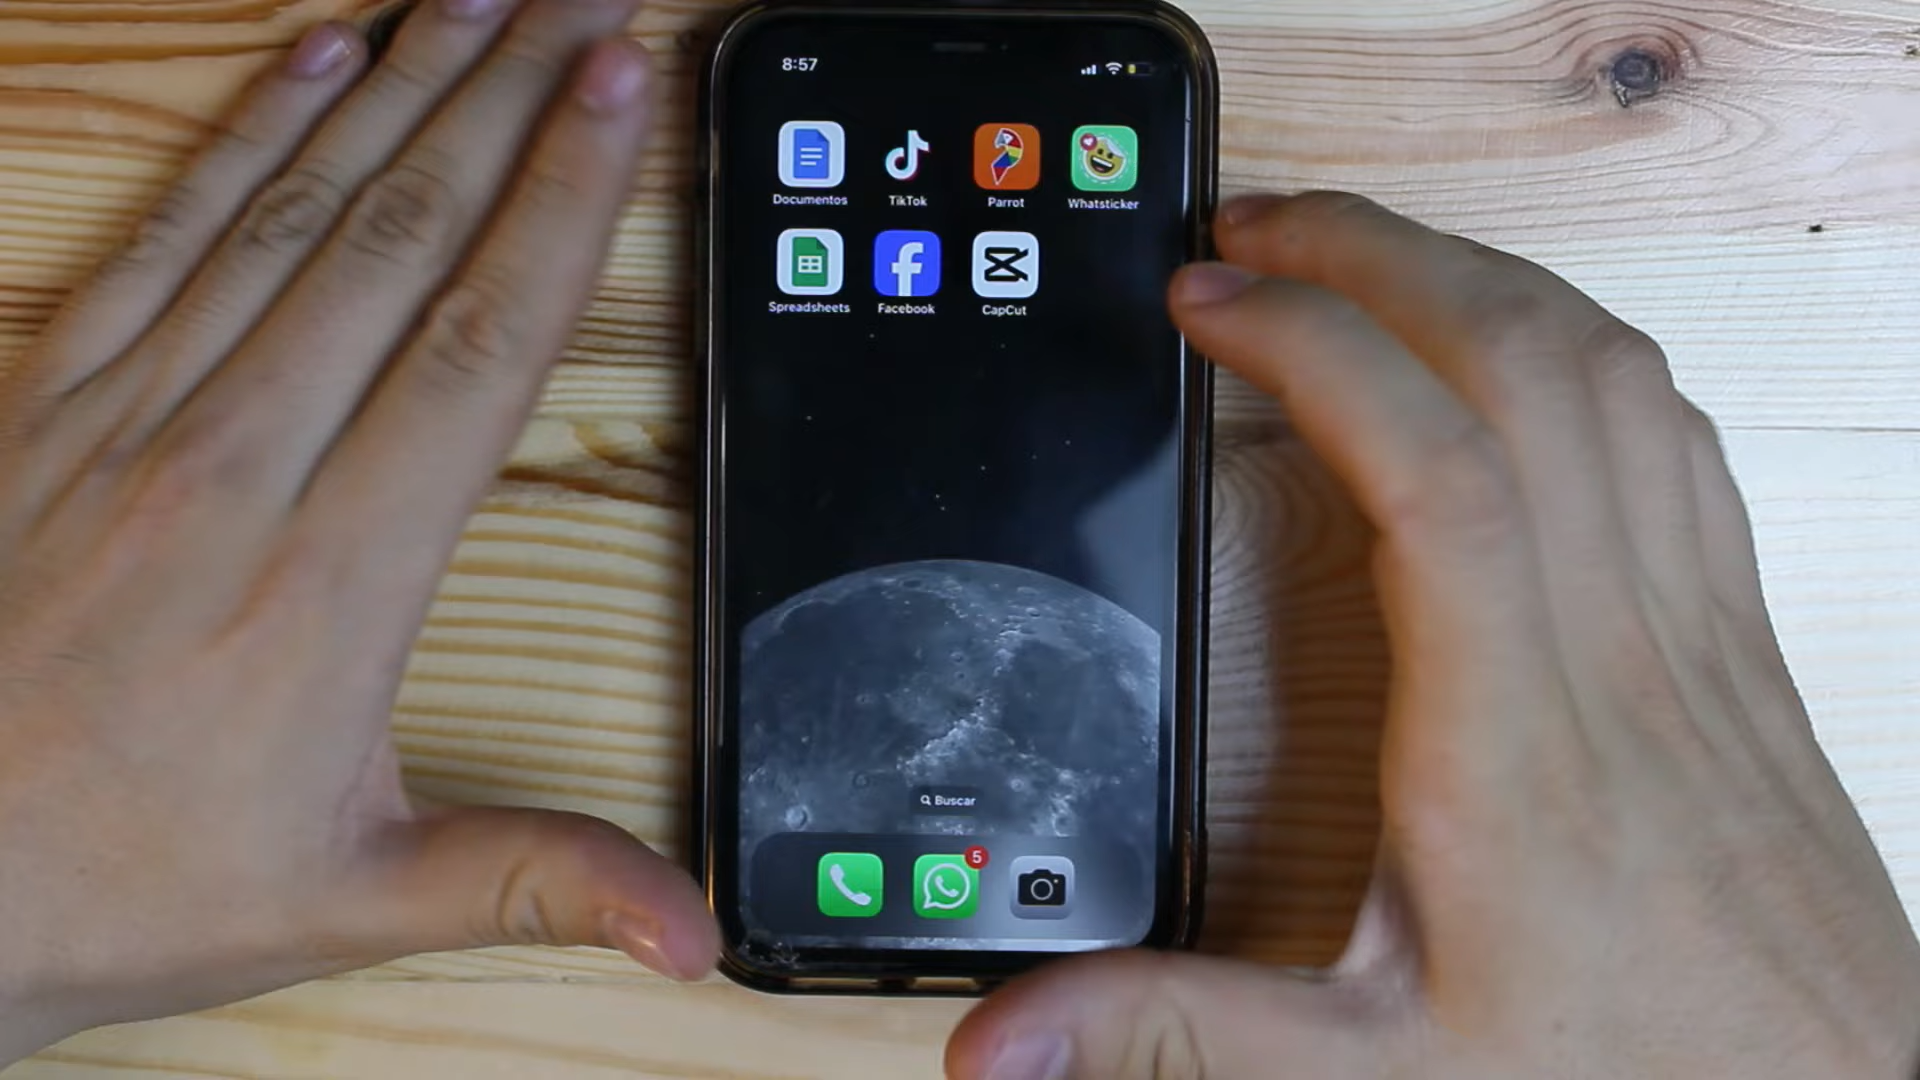 8:57
Documentos TikTok Parrot Whatsticker
Spreadsheets Facebook CapCut
Buscar
5